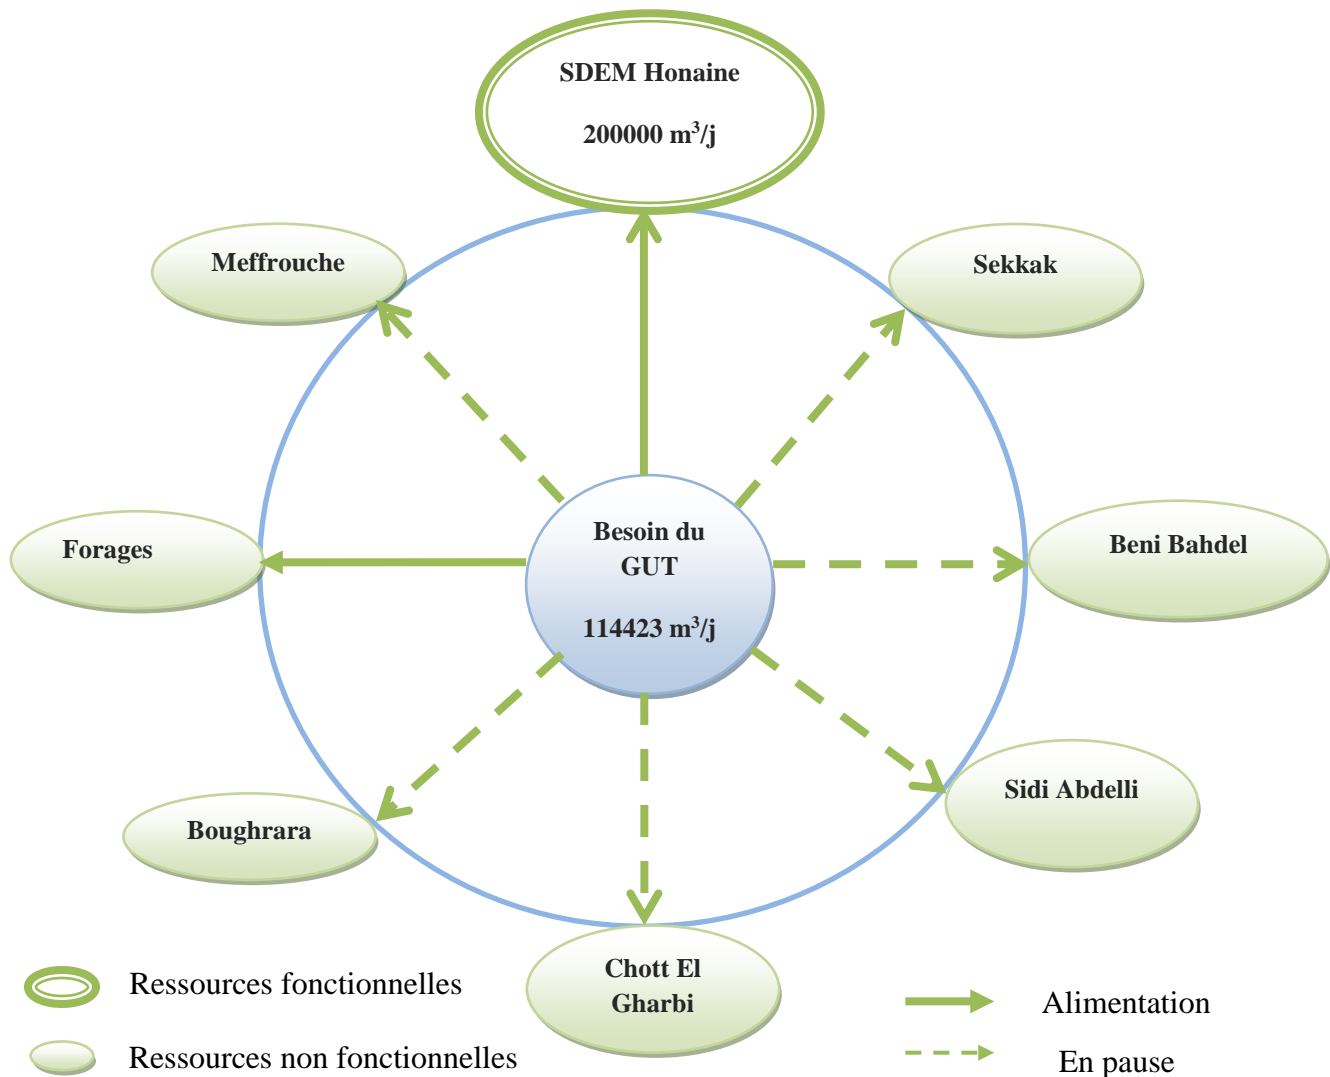 SDEM Honaine
200000 m³/j
Meffrouche
Sekkak
Forages
Besoin du
GUT
114423 m³/j
Beni Bahdel
Boughrara
Sidi Abdelli
Chott El
Gharbi
Ressources fonctionnelles
Ressources non fonctionnelles
Alimentation
En pause